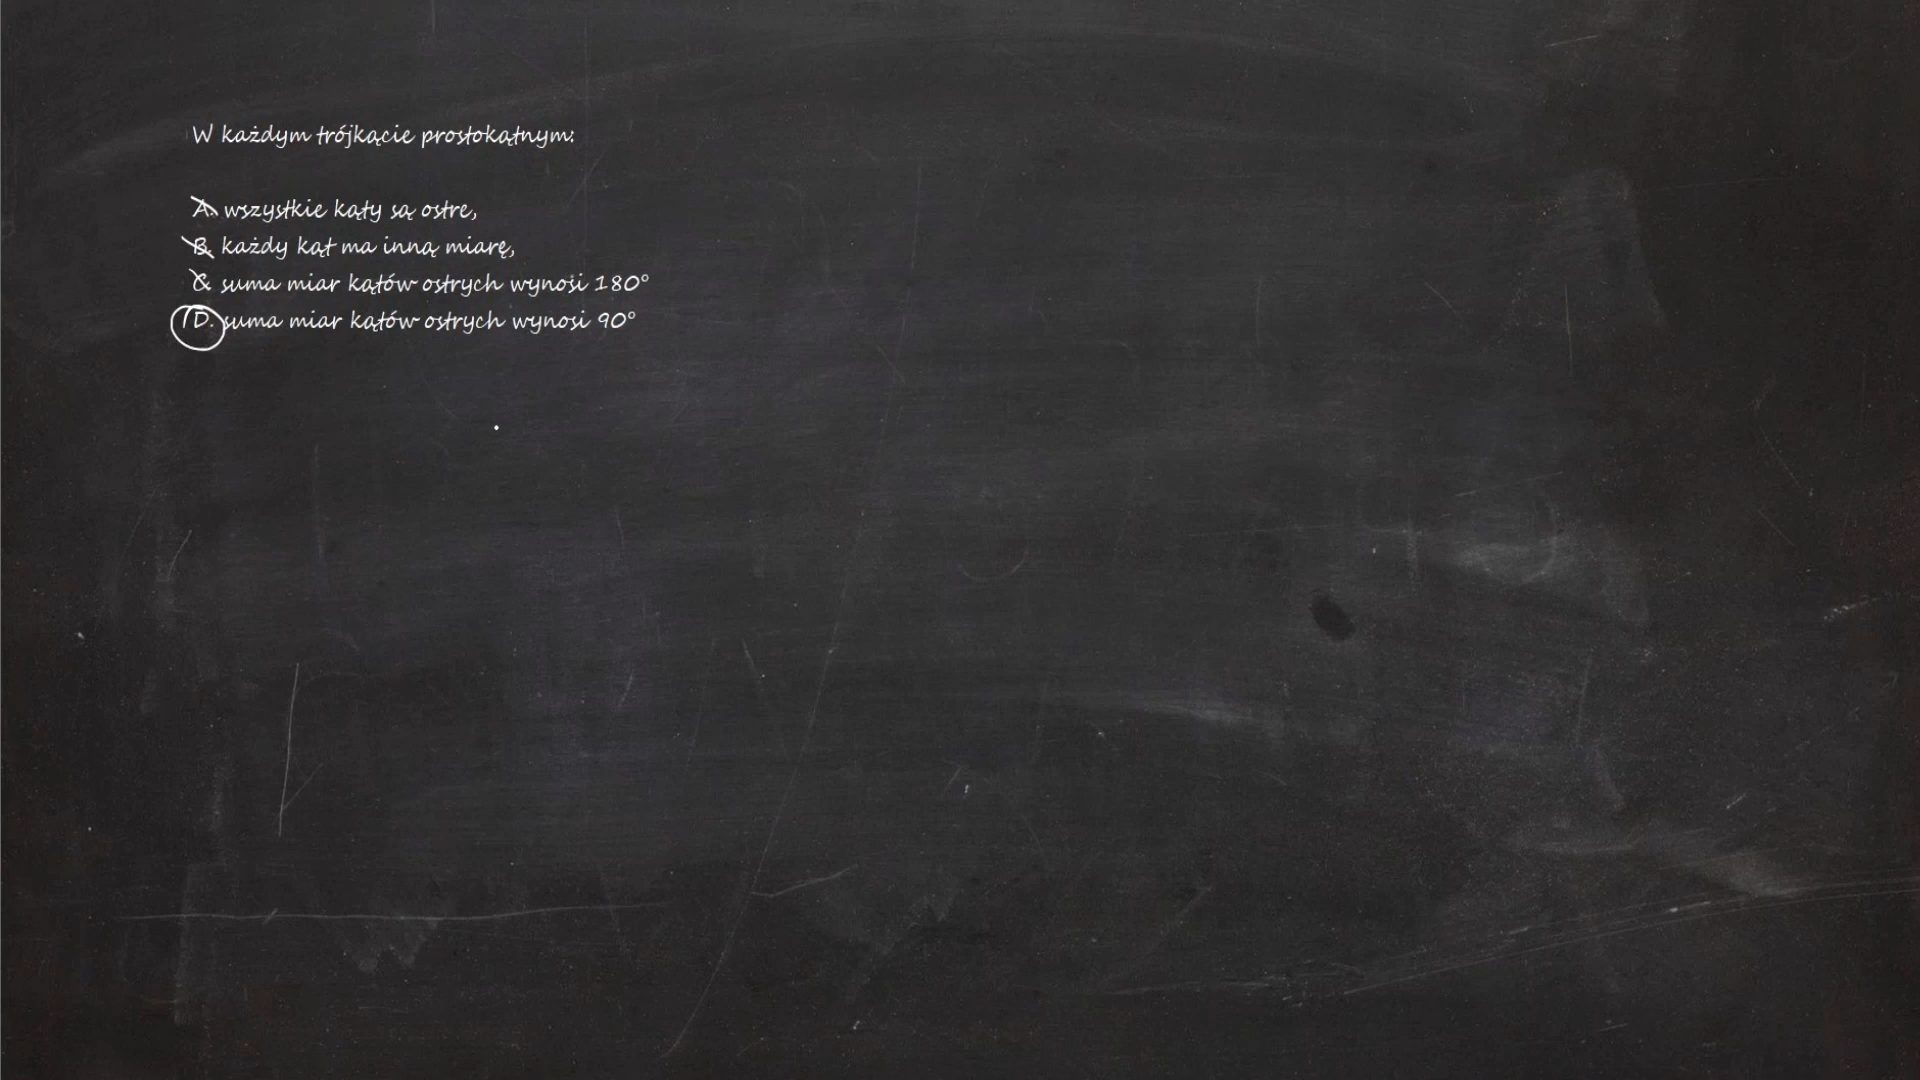 W każdym trójkącie prostokątnym:
A. wszystkie kąty są ostre,
B. każdy kąt ma inną miarę,
C. suma miar kątów ostrych wynosi 180°
D. suma miar kątów ostrych wynosi 90°